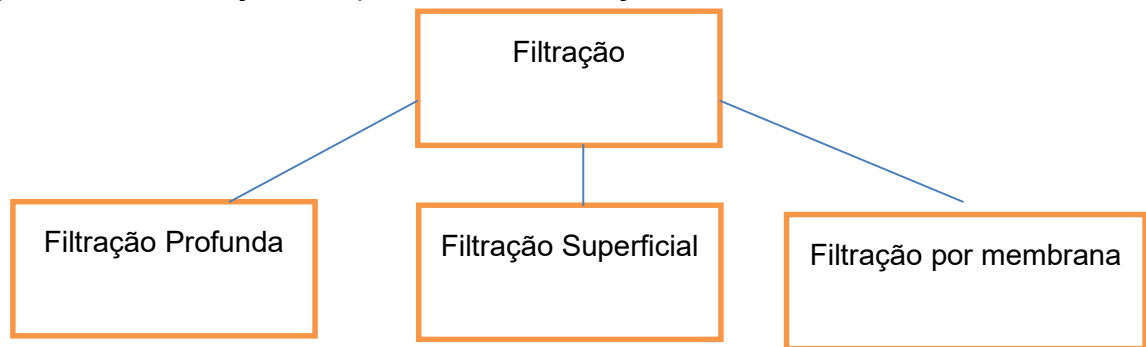 Filtração
Filtração Profunda
Filtração Superficial
Filtração por membrana